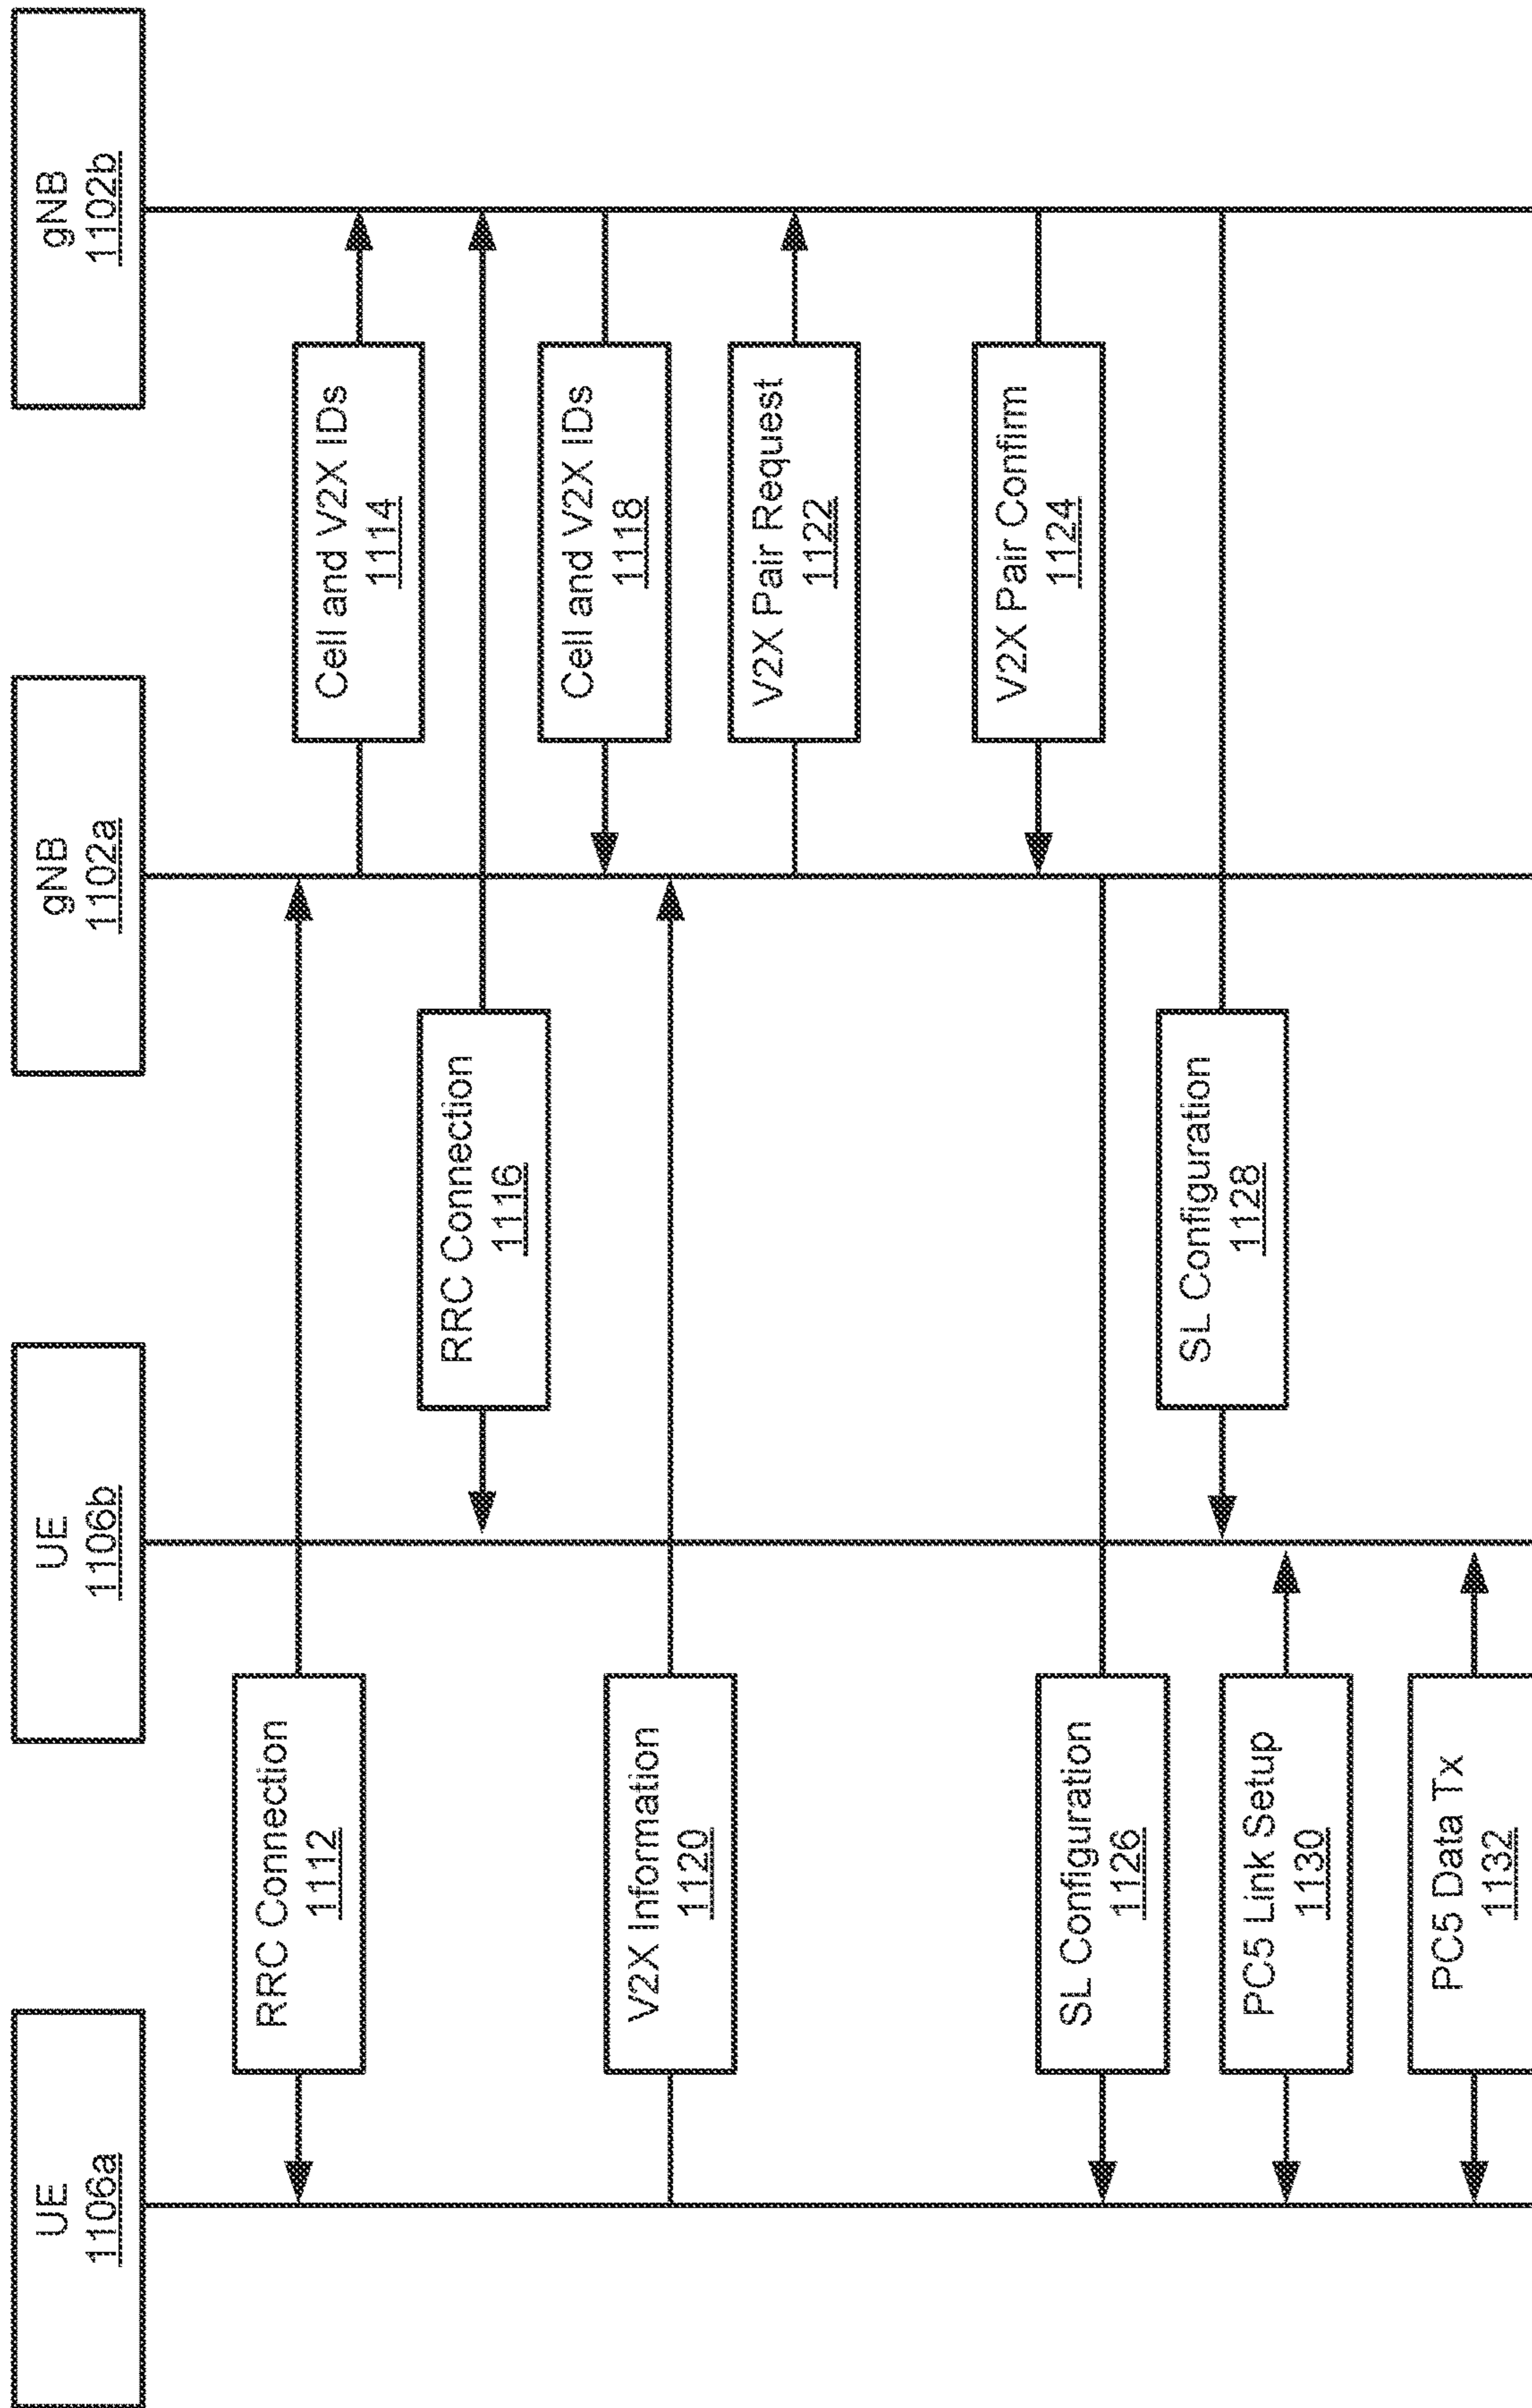 UE
1106a
UE
1106b
gNB
1102a
gNB
1102b
RRC Connection
1112
Cell and V2X IDs
1114
RRC Connection
1116
Cell and V2X IDs
1118
V2X Information
1120
V2X Pair Request
1122
V2X Pair Confirm
1124
SL Configuration
1126
SL Configuration
1128
PC5 Link Setup
1130
PC5 Data Tx
1132